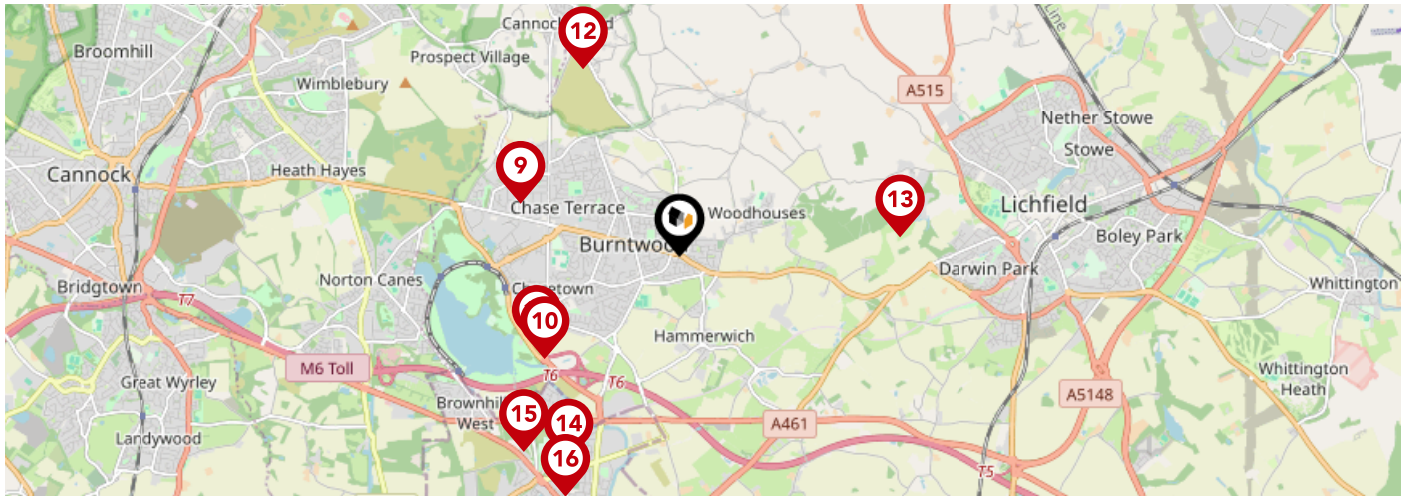 12
Broomhill
Prospect Village
Wimblebury
A515
Nether Stowe
Stowe
9
Heath Hayes
Cannock
13
Chase Terrace
Woodhouses
Lichfield
Boley Park
Darwin Park
Norton Canes
Bridgtown
T7
Whittington
10
Hammerwich
M6 Toll
T6
T6
Great Wyrley
Whittington
Heath
A5148
15
14
West
A461
Landywood
16
T5